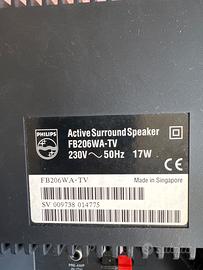 PHILIPS
Active Surround Speaker
FB206WA-TV
230V ~ 50Hz 17W
CE
FB206WA-TV
Made in Singapore
SV 009738 014775